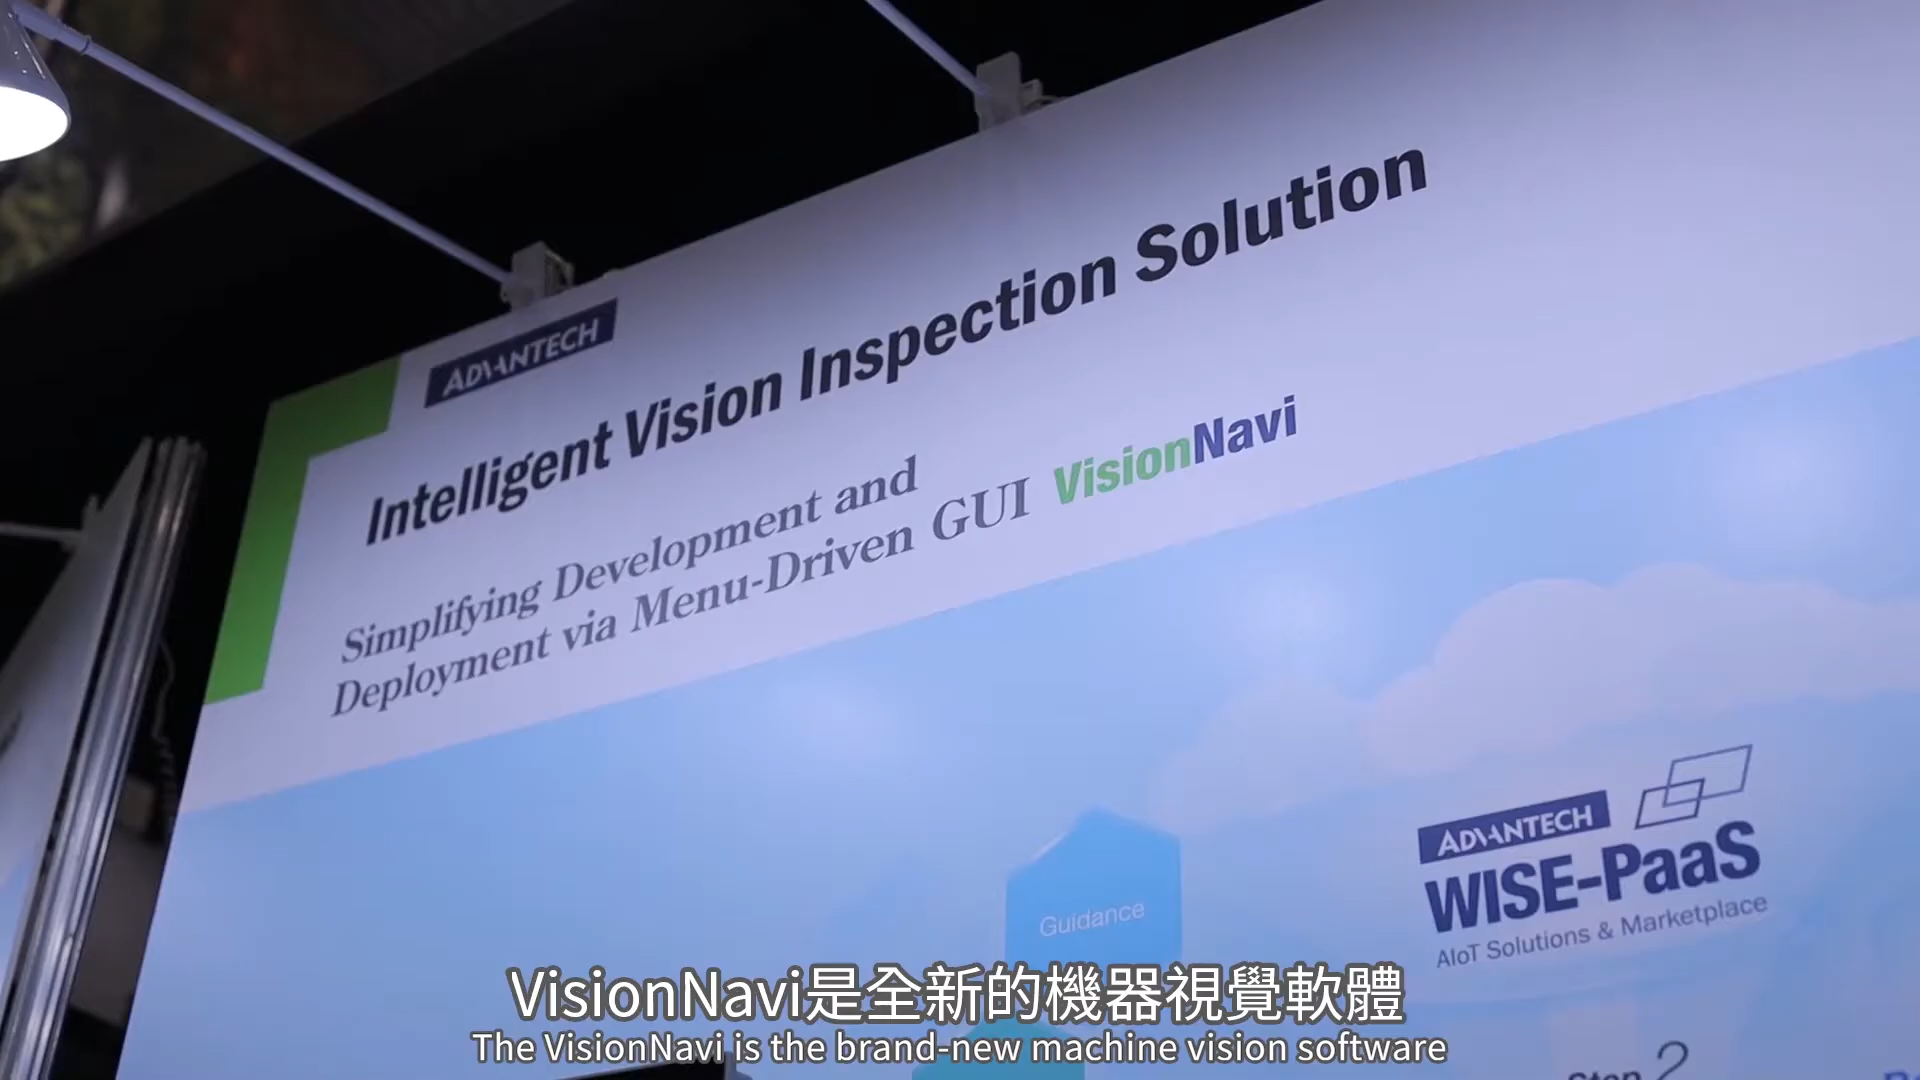 ADVANTECH
Intelligent Vision Inspection Solution
Simplifying Development and
Deployment via Menu-Driven GUI VisionNavi
Guidance
ADVANTECH
WISE-PaaS
AIoT Solutions & Marketplace
Step 2
VisionNavi是全新的機器視覺軟體
The VisionNavi is the brand-new machine vision software